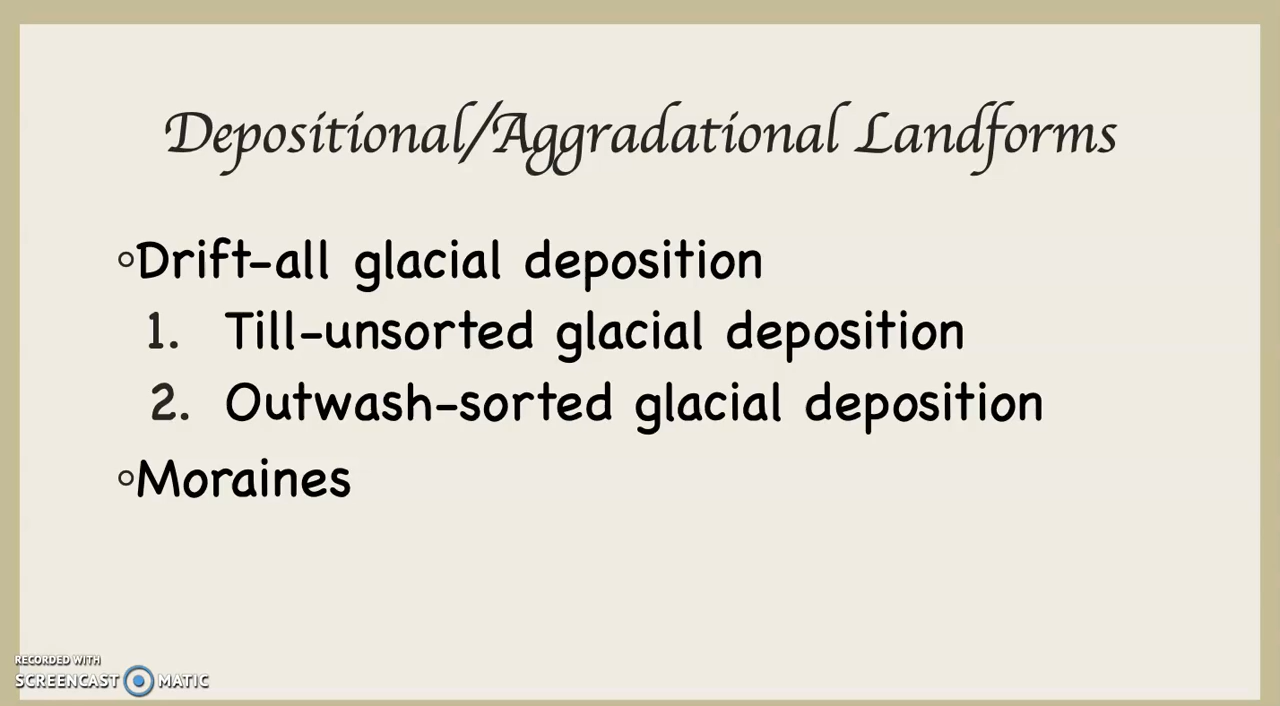 Depositional/Aggradational Landforms
◦Drift-all glacial deposition
1. Till-unsorted glacial deposition
2. Outwash-sorted glacial deposition
◦Moraines
RECORDED WITH
SCREENCAST MATIC